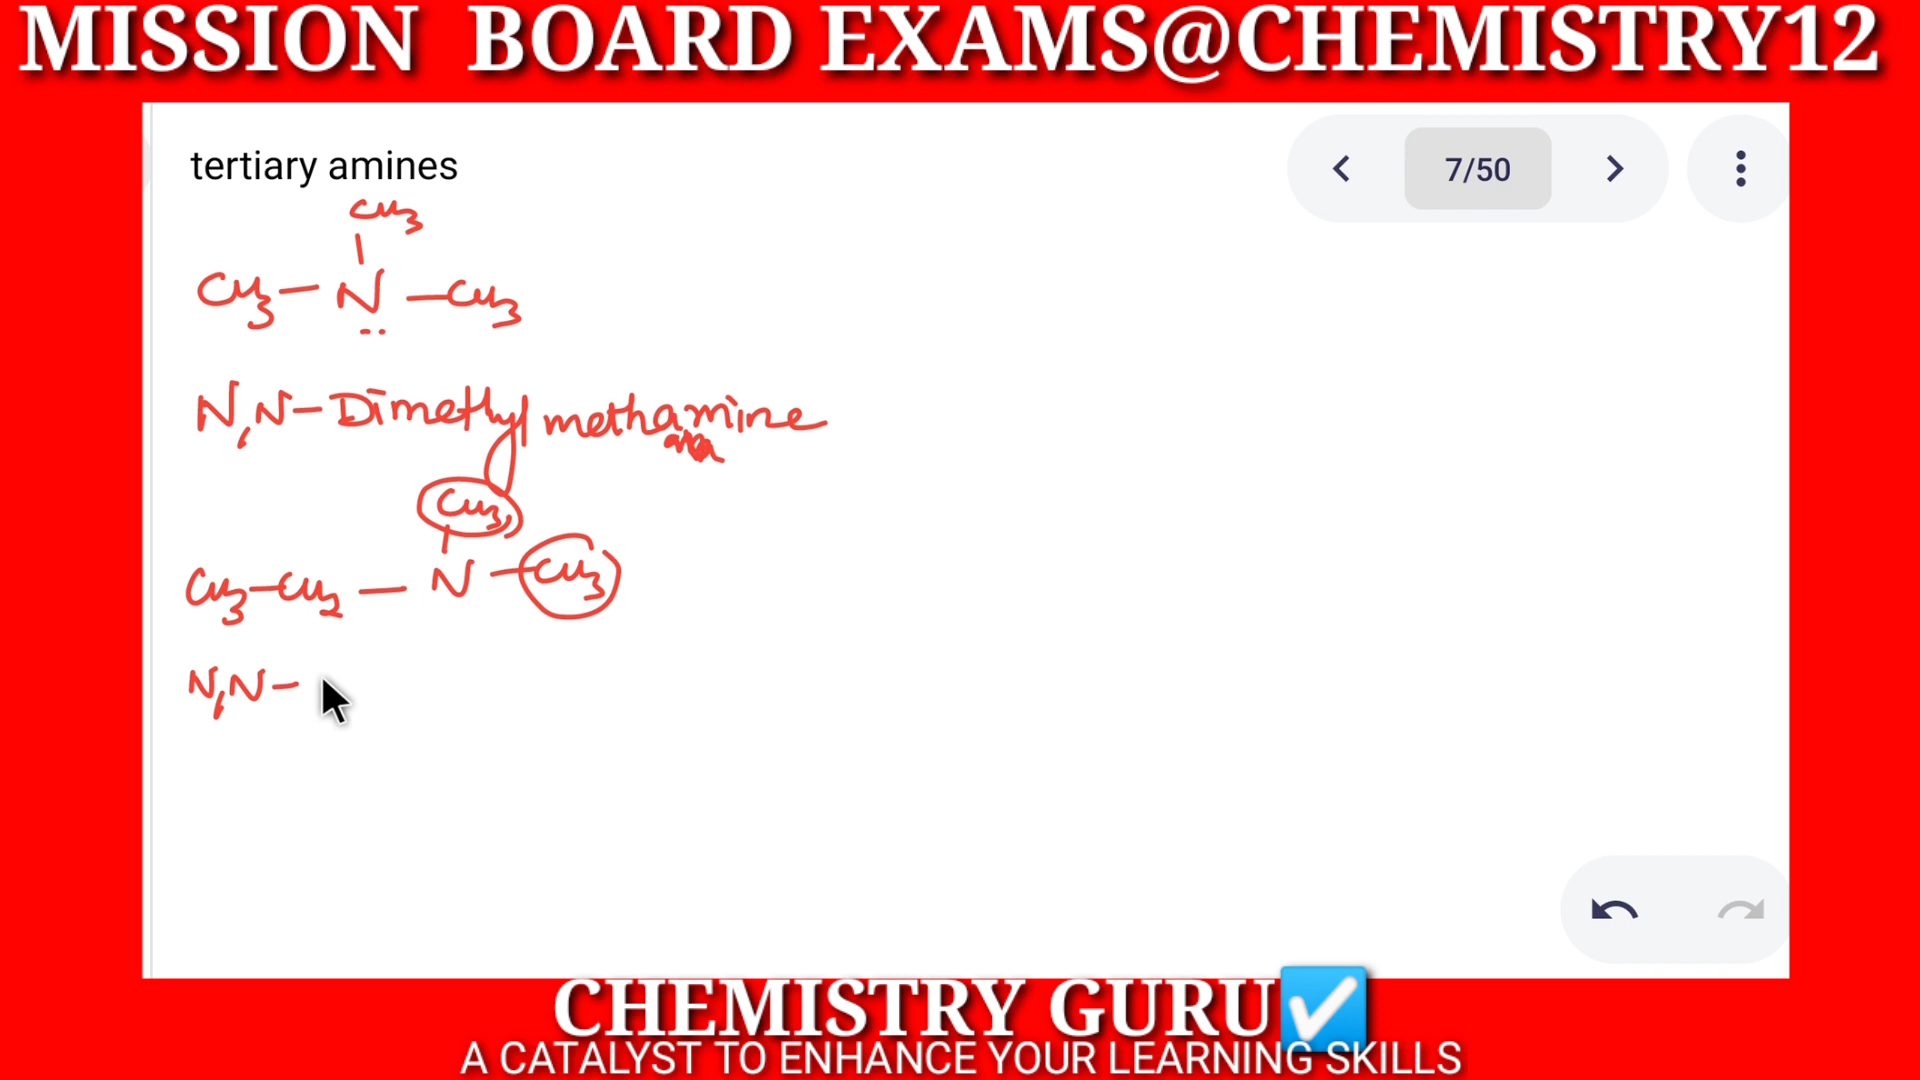 MISSION BOARD EXAMS@CHEMISTRY12
tertiary amines
7/50
CH3
CH3 — N — CH3
N,N – Dimethyl methamine
CH3
CH3 – CH2 — N — CH3
N,N –
CHEMISTRY GURU✅
A CATALYST TO ENHANCE YOUR LEARNING SKILLS